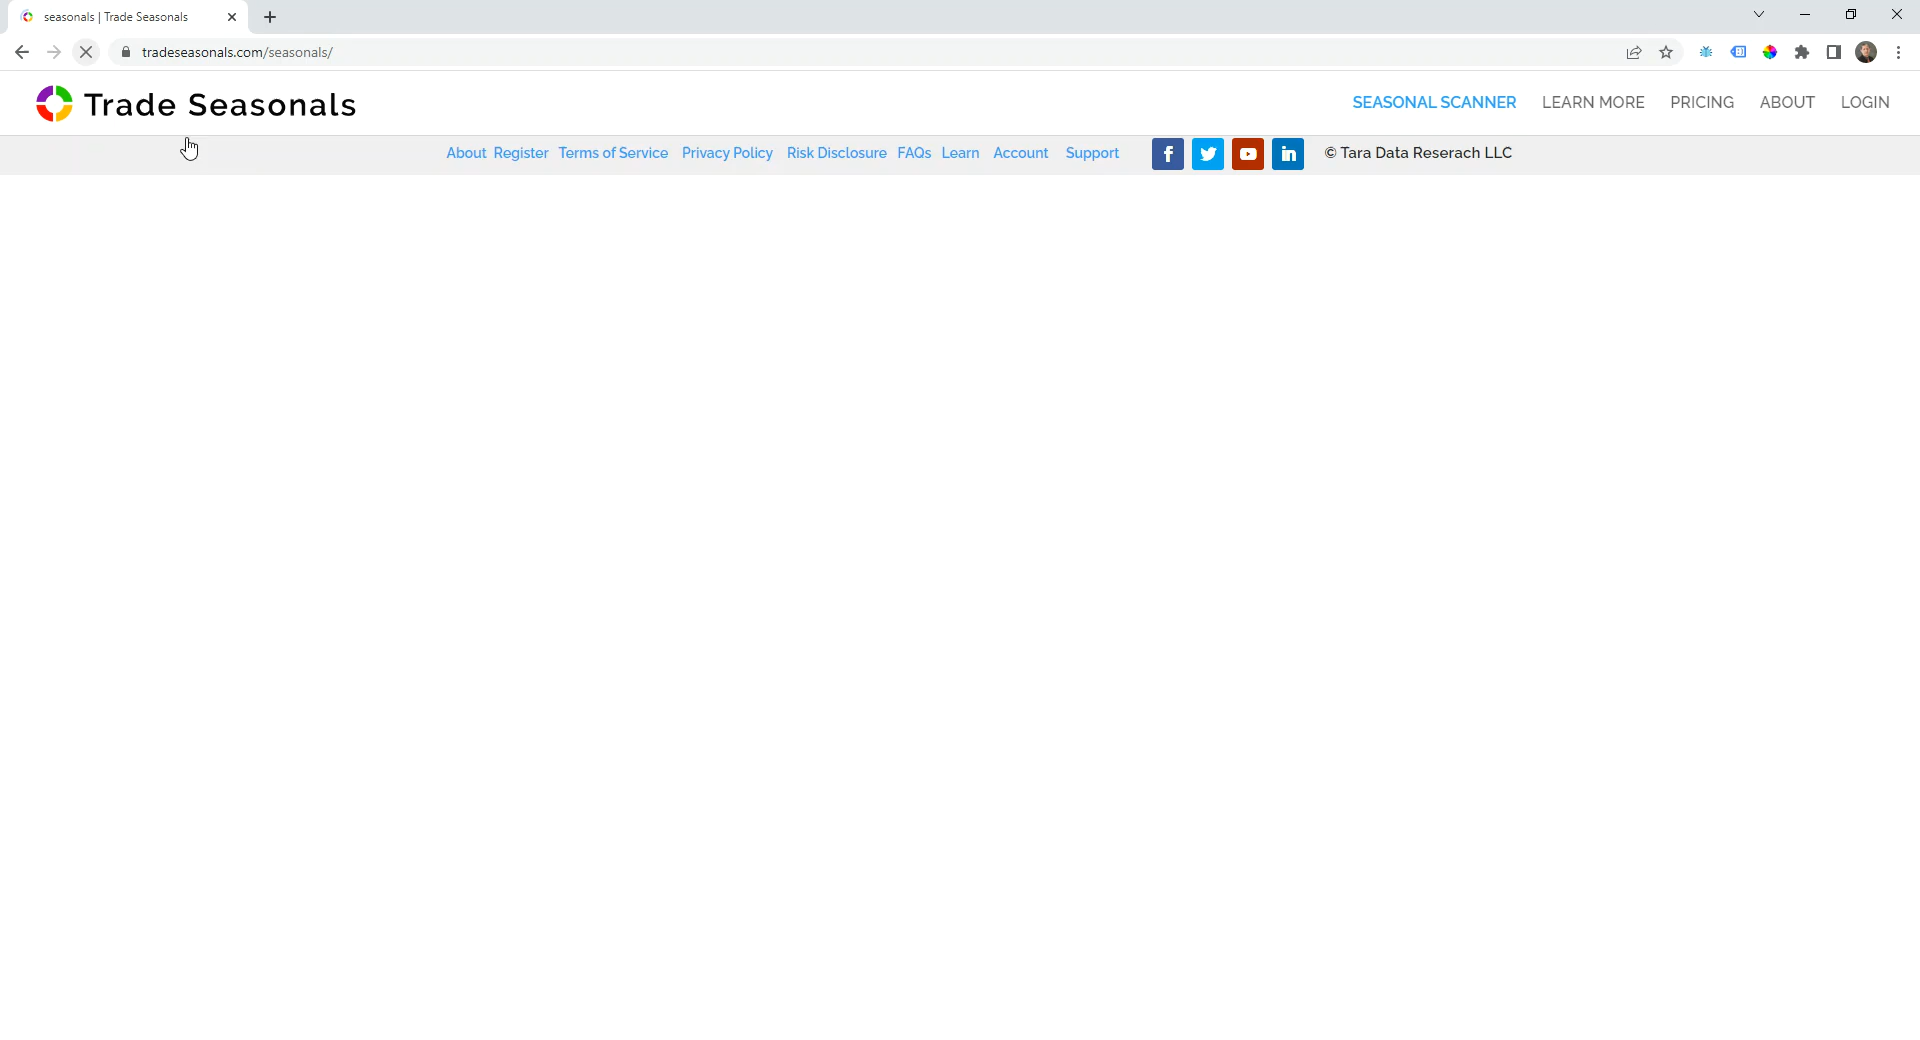 seasonals | Trade Seasonals
tradeseasonals.com/seasonals/
Trade Seasonals
SEASONAL SCANNER LEARN MORE PRICING ABOUT LOGIN
About Register Terms of Service Privacy Policy Risk Disclosure FAQs Learn Account Support © Tara Data Reserach LLC